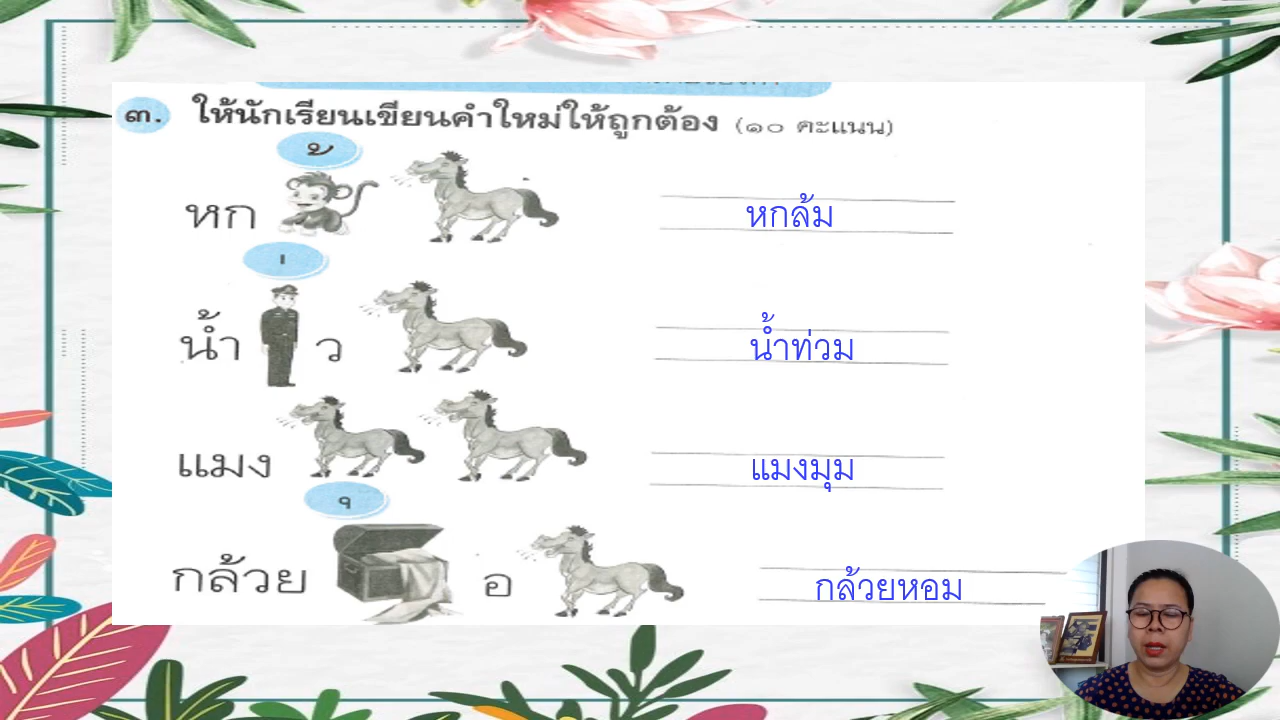 ๓. ให้นักเรียนเขียนคำใหม่ให้ถูกต้อง (๑๐ คะแนน)
หก ้ หกล้ม
น้ำ ่ ว น้ำท่วม
แมง ุ แมงมุม
กล้วย อ กล้วยหอม